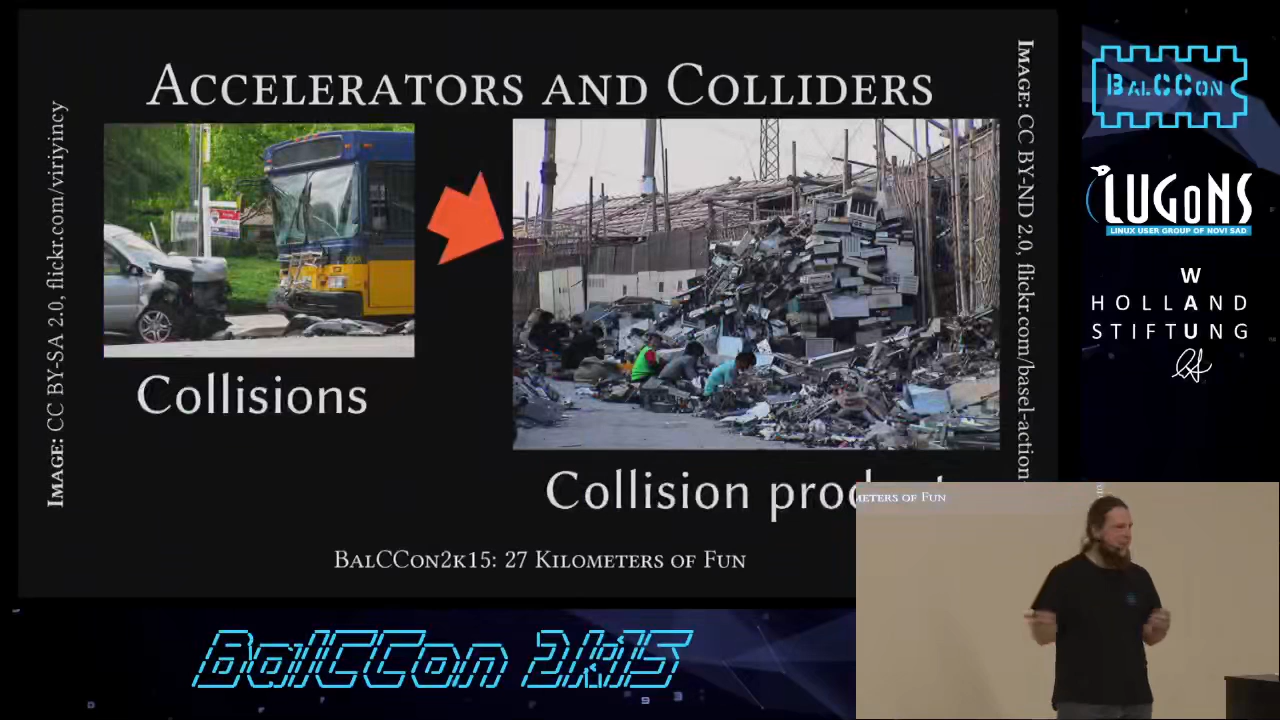 ACCELERATORS AND COLLIDERS
IMAGE: CC BY-SA 2.0, flickr.com/viriyincy
IMAGE: CC BY-ND 2.0, flickr.com/basel-action-
Collisions
Collision
BALCCON2K15: 27 KILOMETERS OF FUN
BALCCON
LUGONS
LINUX USER GROUP OF NOVI SAD
W
HOLLAND
U
STIFTUNG
OF FUN
BalCCon 2k15